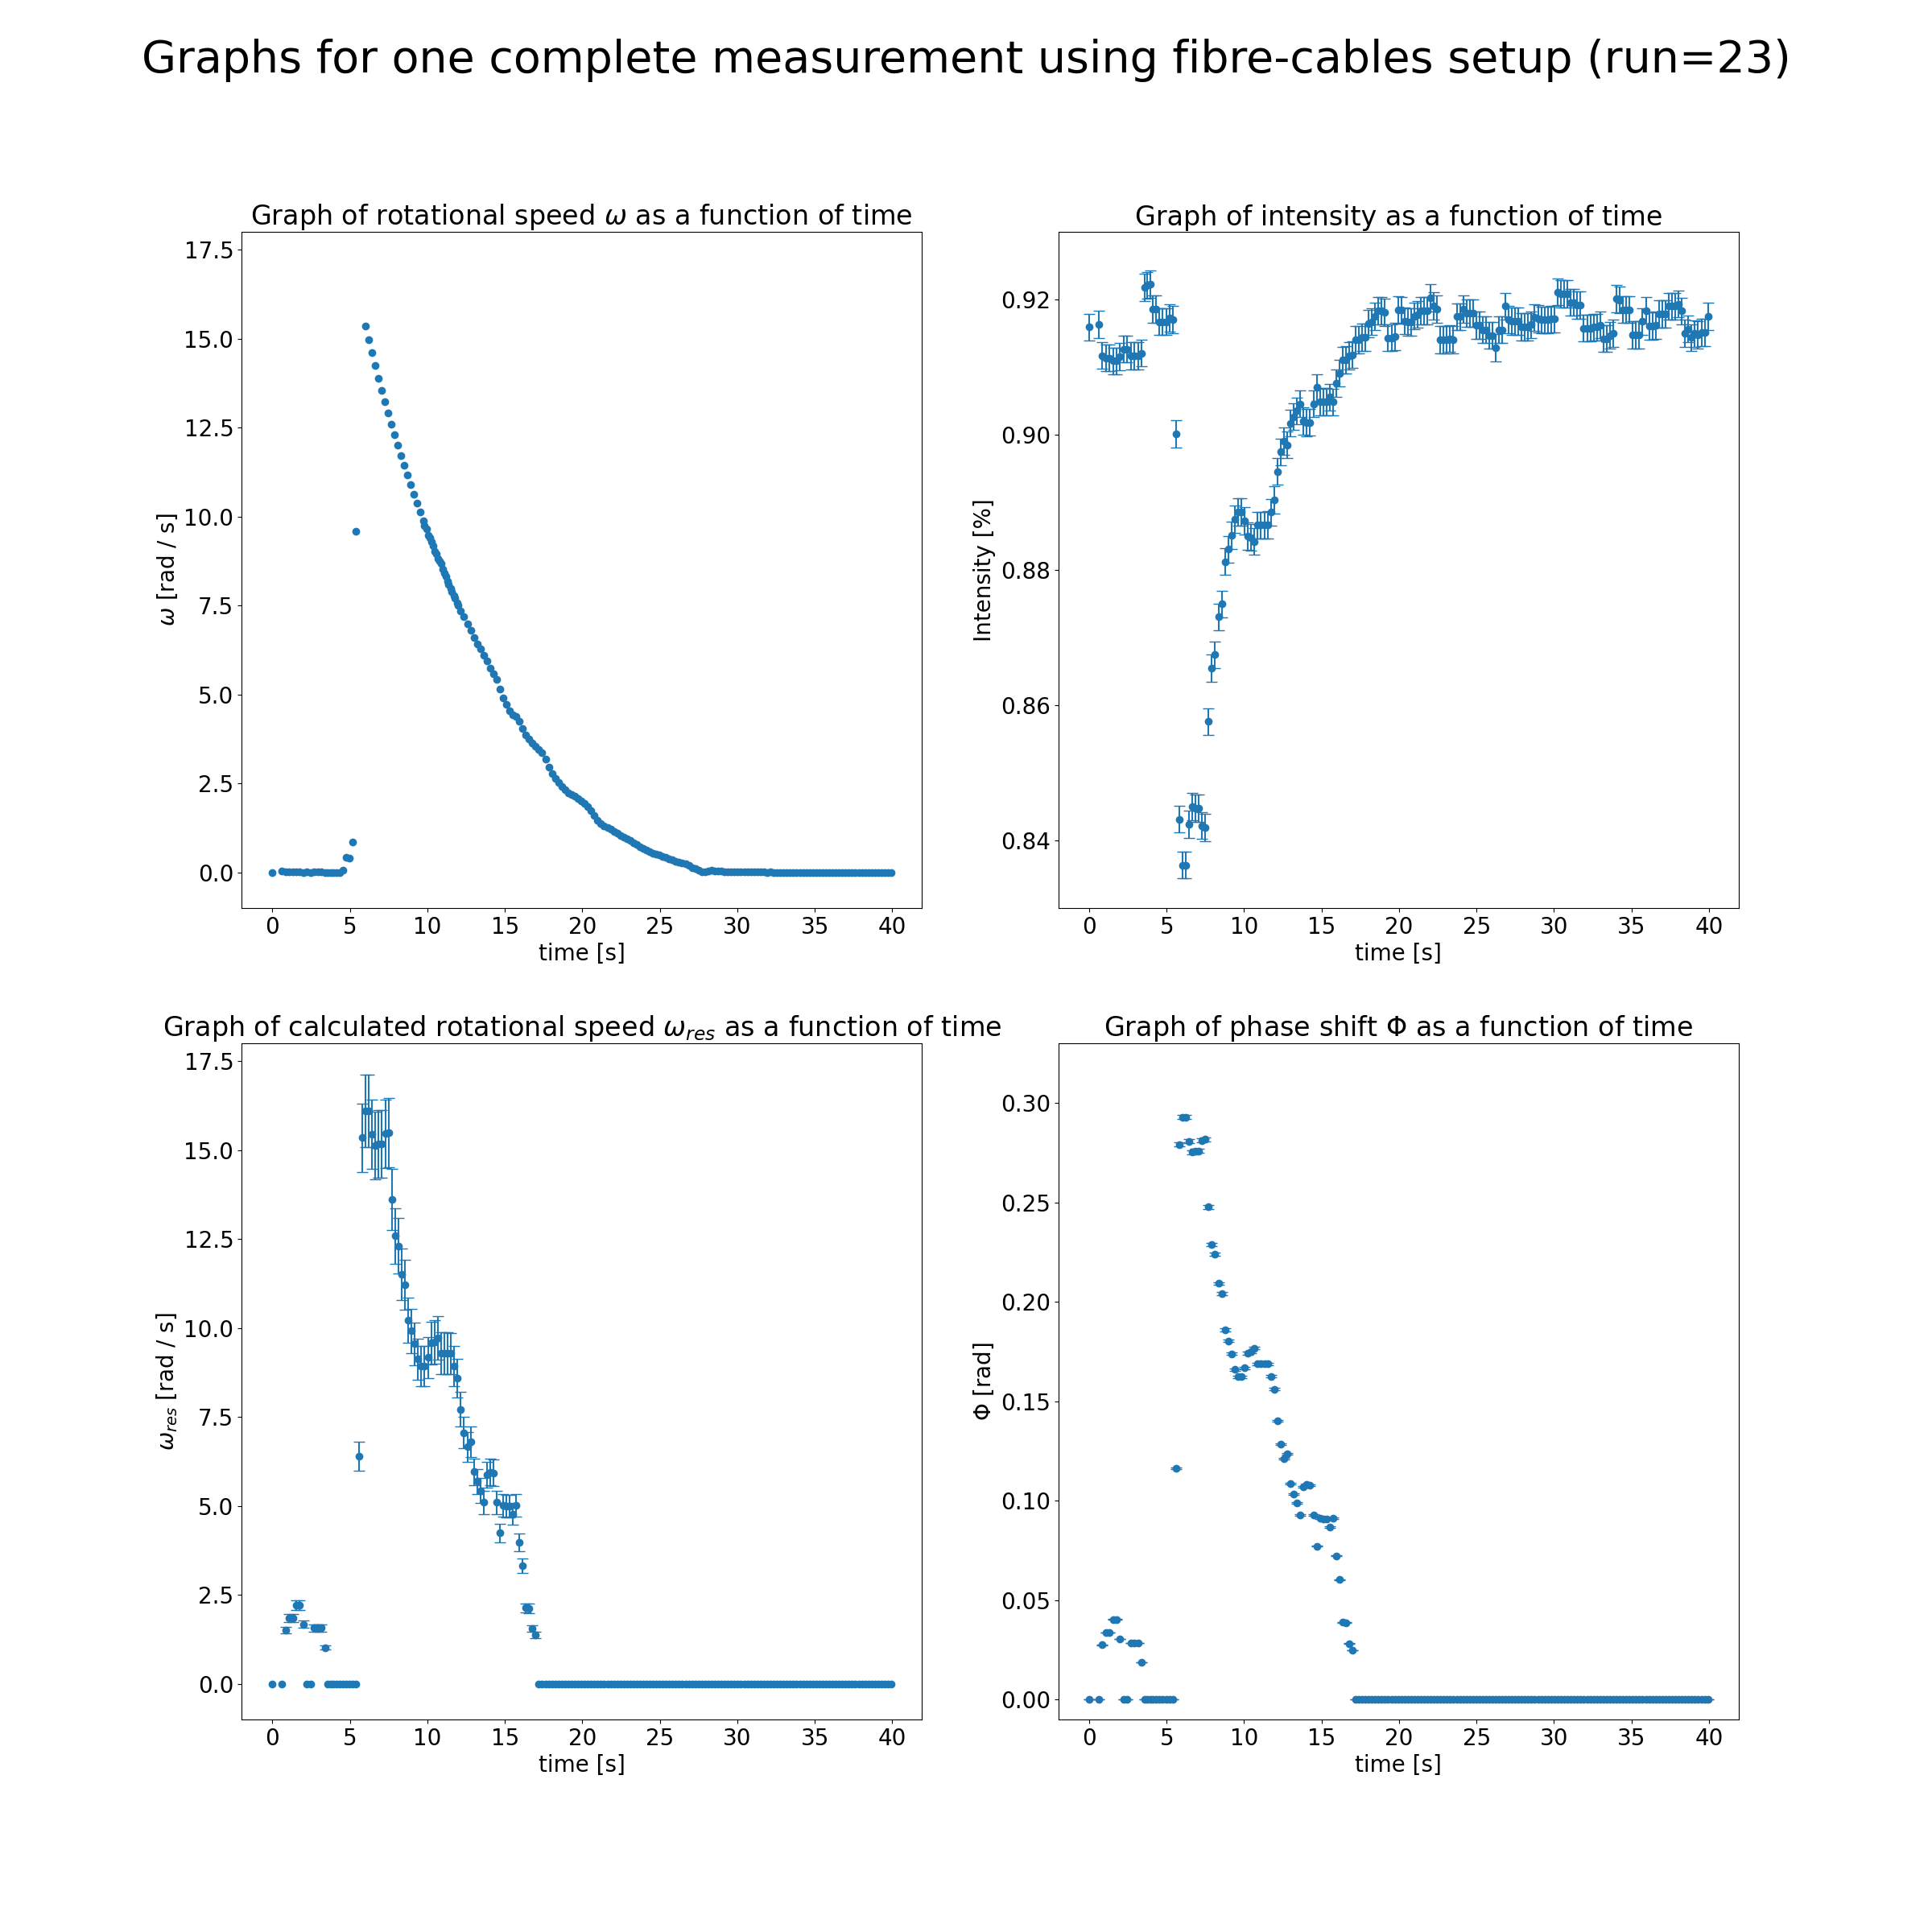 Graphs for one complete measurement using fibre-cables setup (run=23)
Graph of rotational speed ω as a function of time
17.5
15.0
12.5
10.0
7.5
5.0
2.5
0.0
ω [rad / s]
0 5 10 15 20 25 30 35 40
time [s]
Graph of intensity as a function of time
0.92
0.90
0.88
0.86
0.84
Intensity [%]
0 5 10 15 20 25 30 35 40
time [s]
Graph of calculated rotational speed ω_res as a function of time
17.5
15.0
12.5
10.0
7.5
5.0
2.5
0.0
ω_res [rad / s]
0 5 10 15 20 25 30 35 40
time [s]
Graph of phase shift Φ as a function of time
0.30
0.25
0.20
0.15
0.10
0.05
0.00
Φ [rad]
0 5 10 15 20 25 30 35 40
time [s]